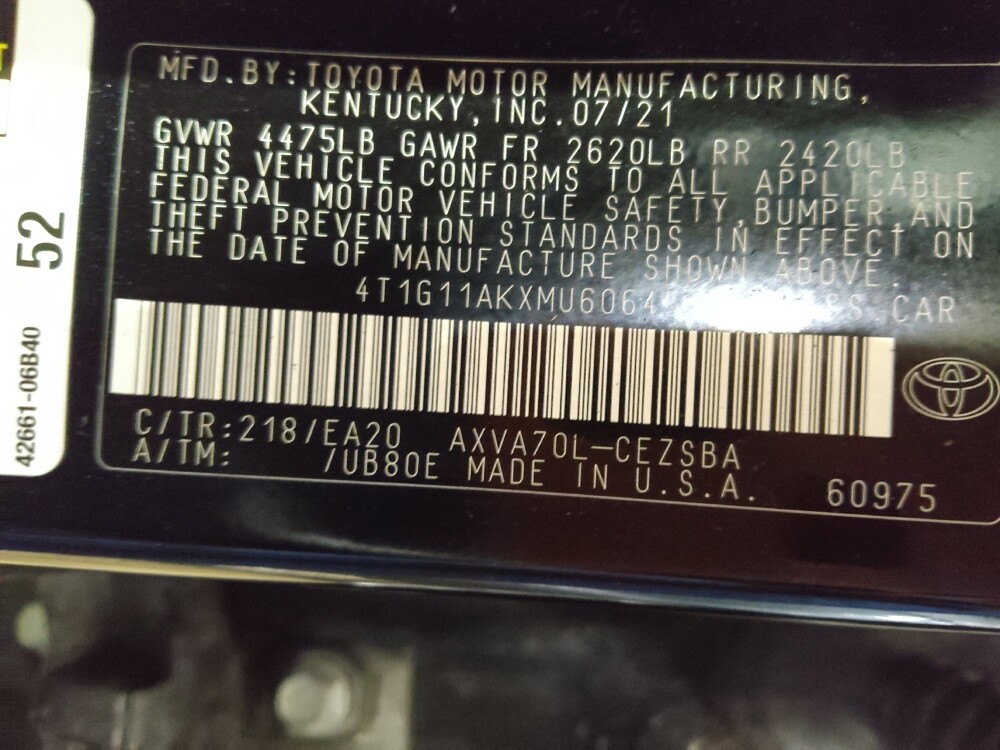 MFD.BY:TOYOTA MOTOR MANUFACTURING,
KENTUCKY,INC.07/21
GVWR 4475LB GAWR FR 2620LB RR 2420LB
THIS VEHICLE CONFORMS TO ALL APPLICABLE
FEDERAL MOTOR VEHICLE SAFETY,BUMPER,AND
THEFT PREVENTION STANDARDS IN EFFECT ON
THE DATE OF MANUFACTURE SHOWN ABOVE.
CAR
C/TR:218/EA20 AXVA70L-CEZSBA
A/TM: /UB80E MADE IN U.S.A.
60975
52
42661-06B40